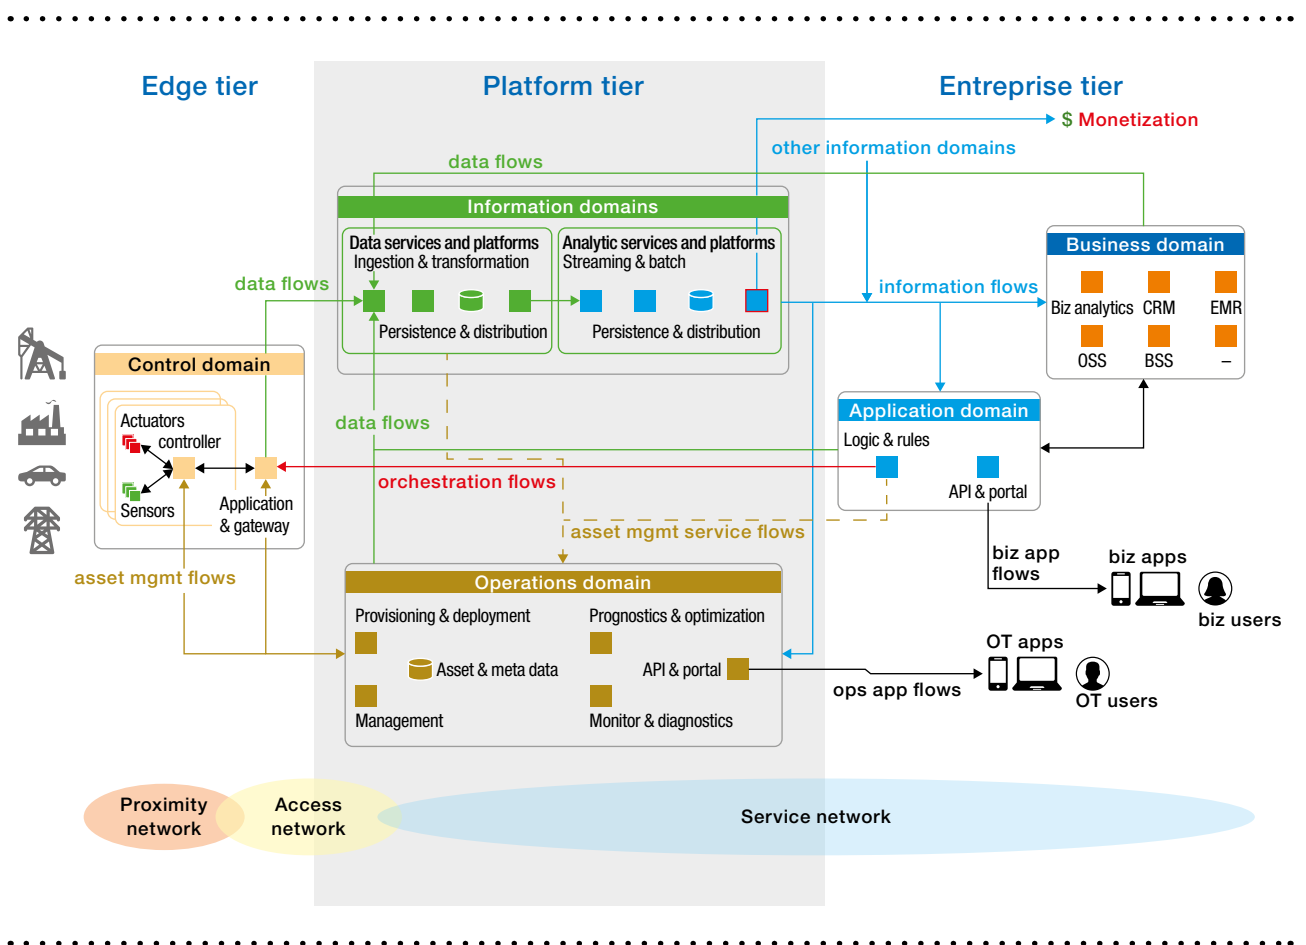 Edge tier
Platform tier
Entreprise tier
$ Monetization
other information domains
data flows
Information domains
Data services and platforms
Ingestion & transformation
Persistence & distribution
Analytic services and platforms
Streaming & batch
Persistence & distribution
Business domain
Biz analytics CRM EMR
OSS BSS –
information flows
data flows
Control domain
Actuators
controller
Sensors
Application
& gateway
data flows
Application domain
Logic & rules
API & portal
orchestration flows
asset mgmt service flows
asset mgmt flows
biz app
flows
biz apps
biz users
Operations domain
Provisioning & deployment
Prognostics & optimization
Asset & meta data
API & portal
Management
Monitor & diagnostics
OT apps
ops app flows
OT users
Proximity
network
Access
network
Service network